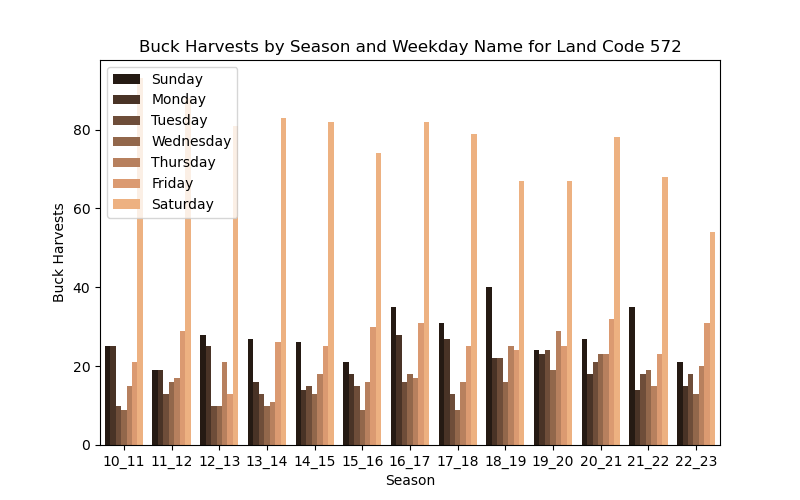 Buck Harvests by Season and Weekday Name for Land Code 572
Sunday
Monday
Tuesday
Wednesday
Thursday
Friday
Saturday
80
60
40
20
0
Buck Harvests
10_11 11_12 12_13 13_14 14_15 15_16 16_17 17_18 18_19 19_20 20_21 21_22 22_23
Season